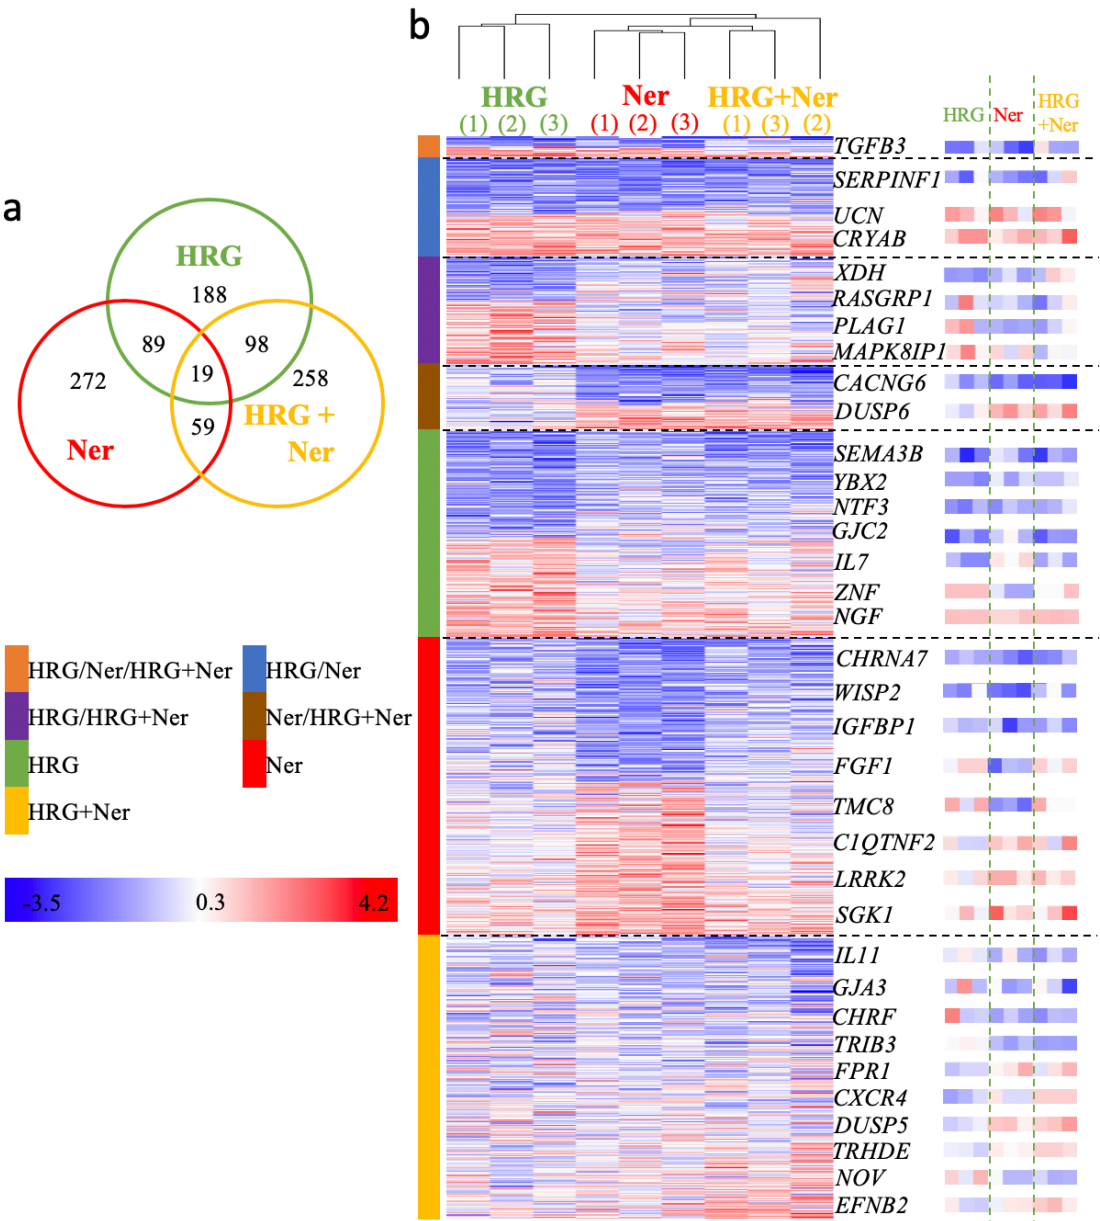 a
HRG
188
89
98
19
272
258
59
HRG +
Ner
Ner
HRG/Ner/HRG+Ner
HRG/Ner
HRG/HRG+Ner
Ner/HRG+Ner
HRG
Ner
HRG+Ner
-3.5
0.3
4.2
b
HRG
Ner
HRG+Ner
(1) (2) (3)
(1) (2) (3)
(1) (3) (2)
HRG
Ner
HRG
+Ner
TGFB3
SERPINF1
UCN
CRYAB
XDH
RASGRP1
PLAG1
MAPK8IP1
CACNG6
DUSP6
SEMA3B
YBX2
NTF3
GJC2
IL7
ZNF
NGF
CHRNA7
WISP2
IGFBP1
FGF1
TMC8
C1QTNF2
LRRK2
SGK1
IL11
GJA3
CHRF
TRIB3
FPR1
CXCR4
DUSP5
TRHDE
NOV
EFNB2